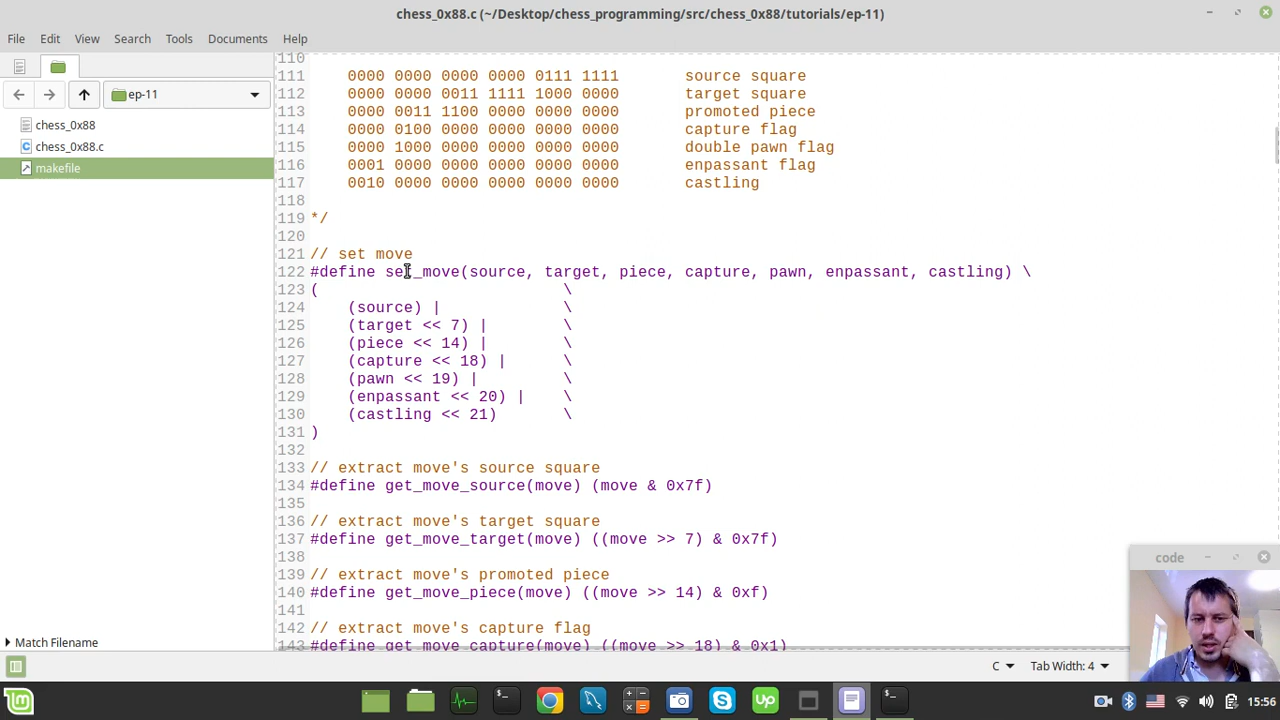 chess_0x88.c (~/Desktop/chess_programming/src/chess_0x88/tutorials/ep-11)
File Edit View Search Tools Documents Help
ep-11
chess_0x88
chess_0x88.c
makefile
Match Filename
110
111 0000 0000 0000 0000 0111 1111 source square
112 0000 0000 0011 1111 1000 0000 target square
113 0000 0011 1100 0000 0000 0000 promoted piece
114 0000 0100 0000 0000 0000 0000 capture flag
115 0000 1000 0000 0000 0000 0000 double pawn flag
116 0001 0000 0000 0000 0000 0000 enpassant flag
117 0010 0000 0000 0000 0000 0000 castling
118
119 */
120
121 // set move
122 #define set_move(source, target, piece, capture, pawn, enpassant, castling) \
123 ( \
124 (source) | \
125 (target << 7) | \
126 (piece << 14) | \
127 (capture << 18) | \
128 (pawn << 19) | \
129 (enpassant << 20) | \
130 (castling << 21) \
131 )
132
133 // extract move's source square
134 #define get_move_source(move) (move & 0x7f)
135
136 // extract move's target square
137 #define get_move_target(move) ((move >> 7) & 0x7f)
138
139 // extract move's promoted piece
140 #define get_move_piece(move) ((move >> 14) & 0xf)
141
142 // extract move's capture flag
143 #define get_move_capture(move) ((move >> 18) & 0x1)
code
C Tab Width: 4
15:56